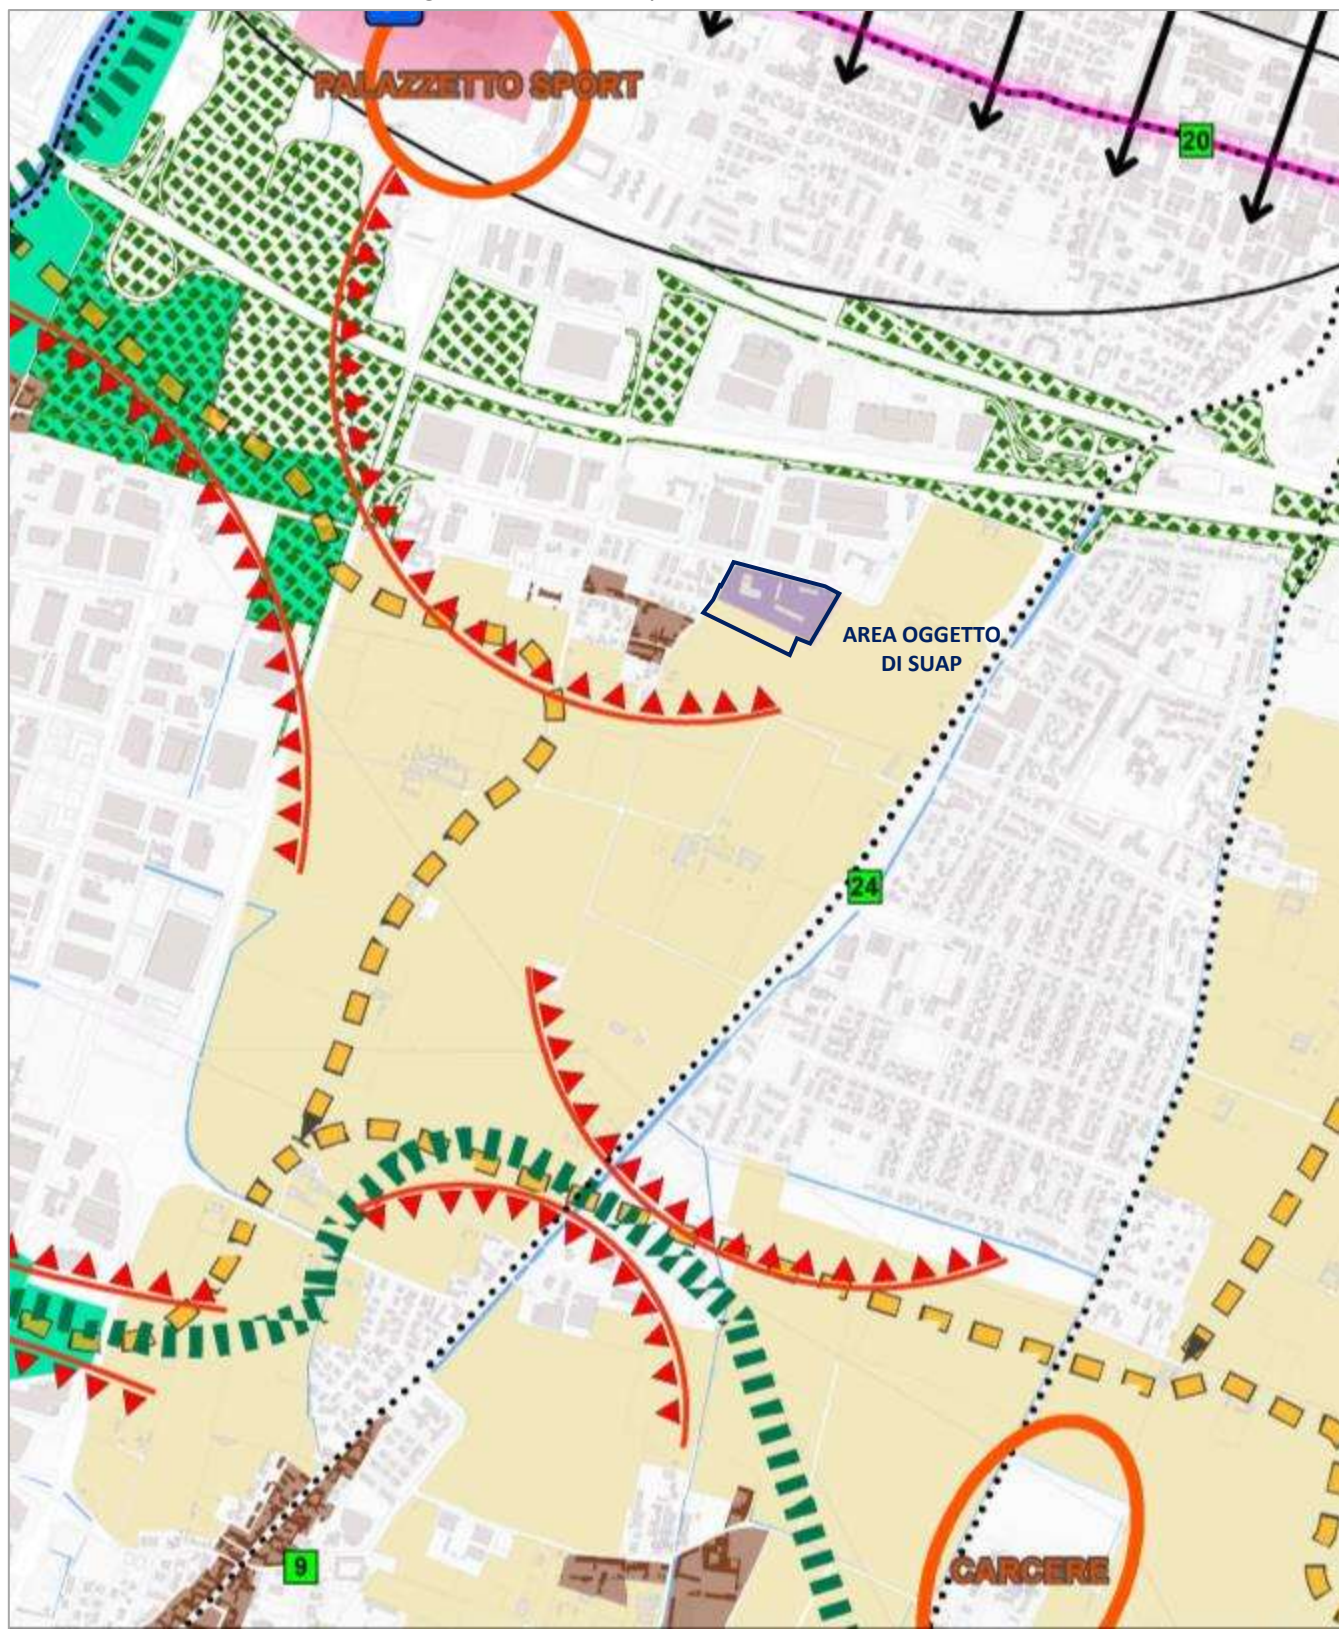 PALAZZETTO SPORT
20
AREA OGGETTO
DI SUAP
24
9
CARCERE